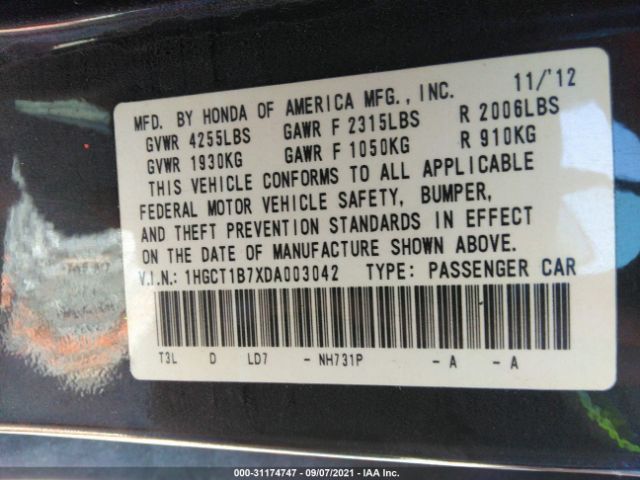 MFD. BY HONDA OF AMERICA MFG., INC. 11/'12
GVWR 4255LBS GAWR F 2315LBS R 2006LBS
GVWR 1930KG GAWR F 1050KG R 910KG
THIS VEHICLE CONFORMS TO ALL APPLICABLE
FEDERAL MOTOR VEHICLE SAFETY, BUMPER,
AND THEFT PREVENTION STANDARDS IN EFFECT
ON THE DATE OF MANUFACTURE SHOWN ABOVE.
V.I.N.: 1HGCT1B7XDA003042 TYPE: PASSENGER CAR
T3L D LD7 - NH731P - A - A
000-31174747 - 09/07/2021 - IAA Inc.